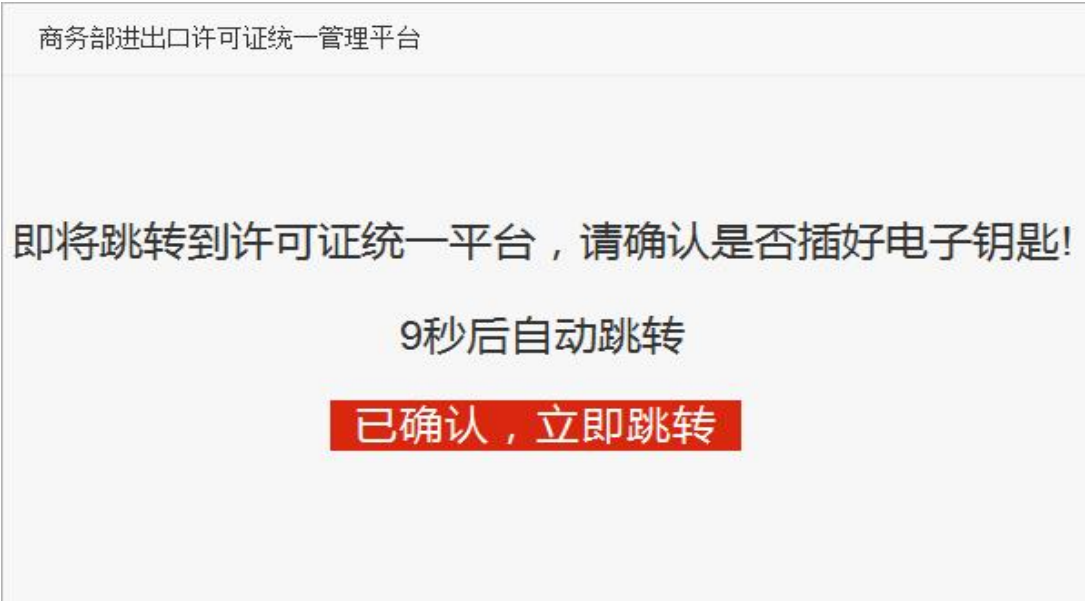 商务部进出口许可证统一管理平台
即将跳转到许可证统一平台，请确认是否插好电子钥匙!
9秒后自动跳转
已确认，立即跳转